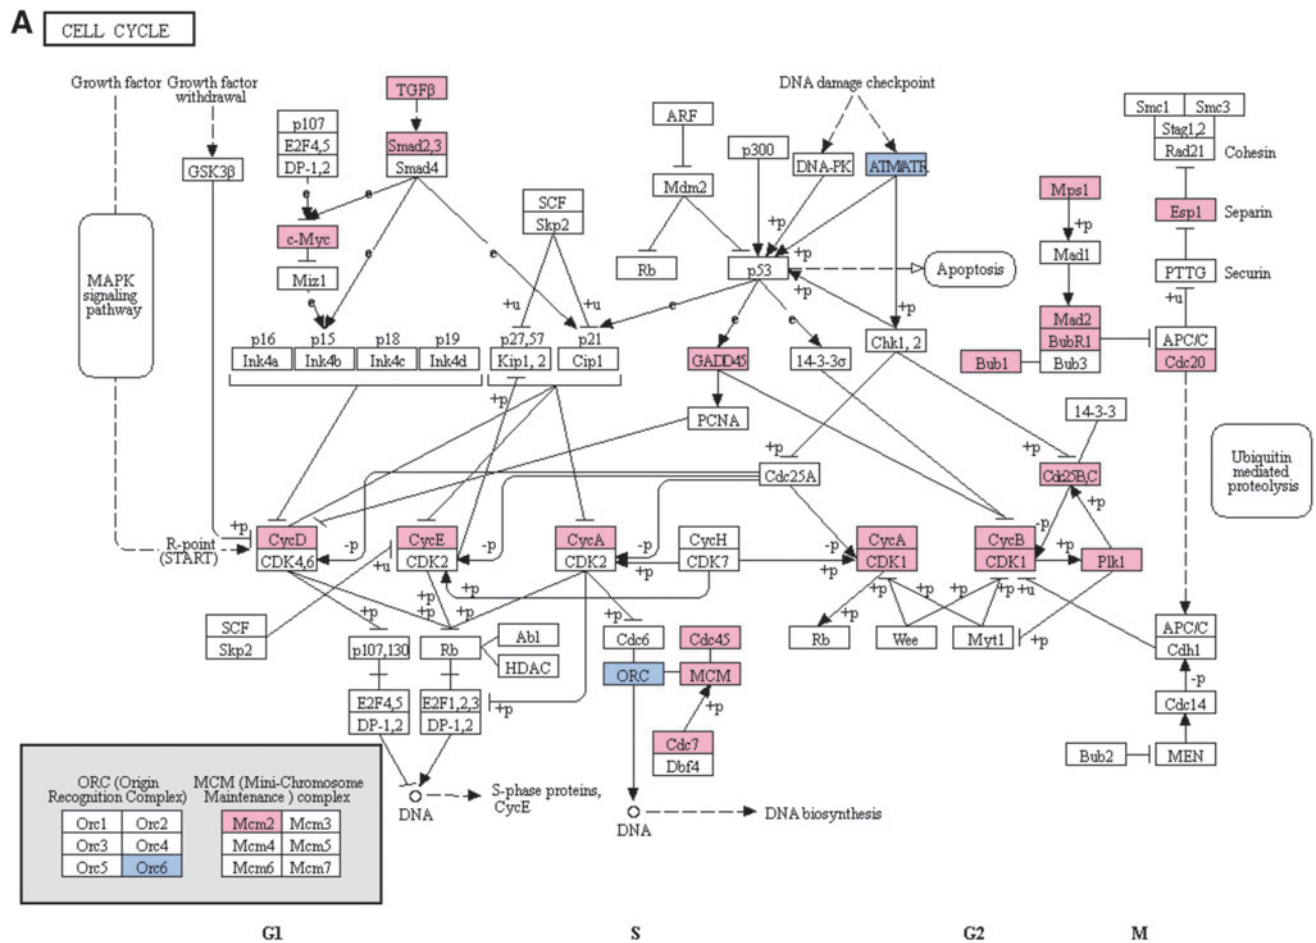 A
CELL CYCLE
Growth factor
Growth factor
withdrawal
TGFβ
DNA damage checkpoint
Smc1 Smc3
Stag1,2
Rad21
Cohesin
p107
E2F4,5
DP-1,2
ARF
p300
Smad2,3
Smad4
GSK3β
DNA-PK
ATM/ATR
Mdm2
Mps1
e
e
SCF
Skp2
+p
Esp1
Separin
c-Myc
+p
+p
Mad1
MAPK
signaling
pathway
Miz1
e
e
Rb
p53
Apoptosis
PTTG
Securin
e
+u
+u
e
+p
+p
+u
e
e
Mad2
BubR1
Bub3
Bub1
APC/C
Cdc20
p16
Ink4a
p15
Ink4b
p18
Ink4c
p19
Ink4d
p27,57
Kip1, 2
p21
Cip1
GADD45
14-3-3σ
Chk1, 2
+p
PCNA
14-3-3
+p
+p
Ubiquitin
mediated
proteolysis
Cdc25A
Cdc25B,C
+p
R-point
(START)
+p
CycD
CDK4,6
-p
CycE
CDK2
-p
CycA
CDK2
-p
+p
CycH
CDK7
-p
+p
CycA
CDK1
CycB
CDK1
-p
+p
Plk1
+u
+p
+p
+p
+p
+p
+p
+p
+p
+u
SCF
Skp2
p107,130
Rb
Abl
HDAC
Cdc6
Cdc45
Rb
Wee
Myt1
+p
APC/C
Cdh1
ORC
MCM
-p
E2F4,5
DP-1,2
E2F1,2,3
DP-1,2
+p
+p
Cdc14
Cdc7
Dbf4
Bub2
MEN
ORC (Origin
Recognition Complex)
MCM (Mini-Chromosome
Maintenance ) complex
Orc1 Orc2
Orc3 Orc4
Orc5 Orc6
Mcm2 Mcm3
Mcm4 Mcm5
Mcm6 Mcm7
DNA
S-phase proteins,
CycE
DNA
DNA biosynthesis
G1
S
G2
M